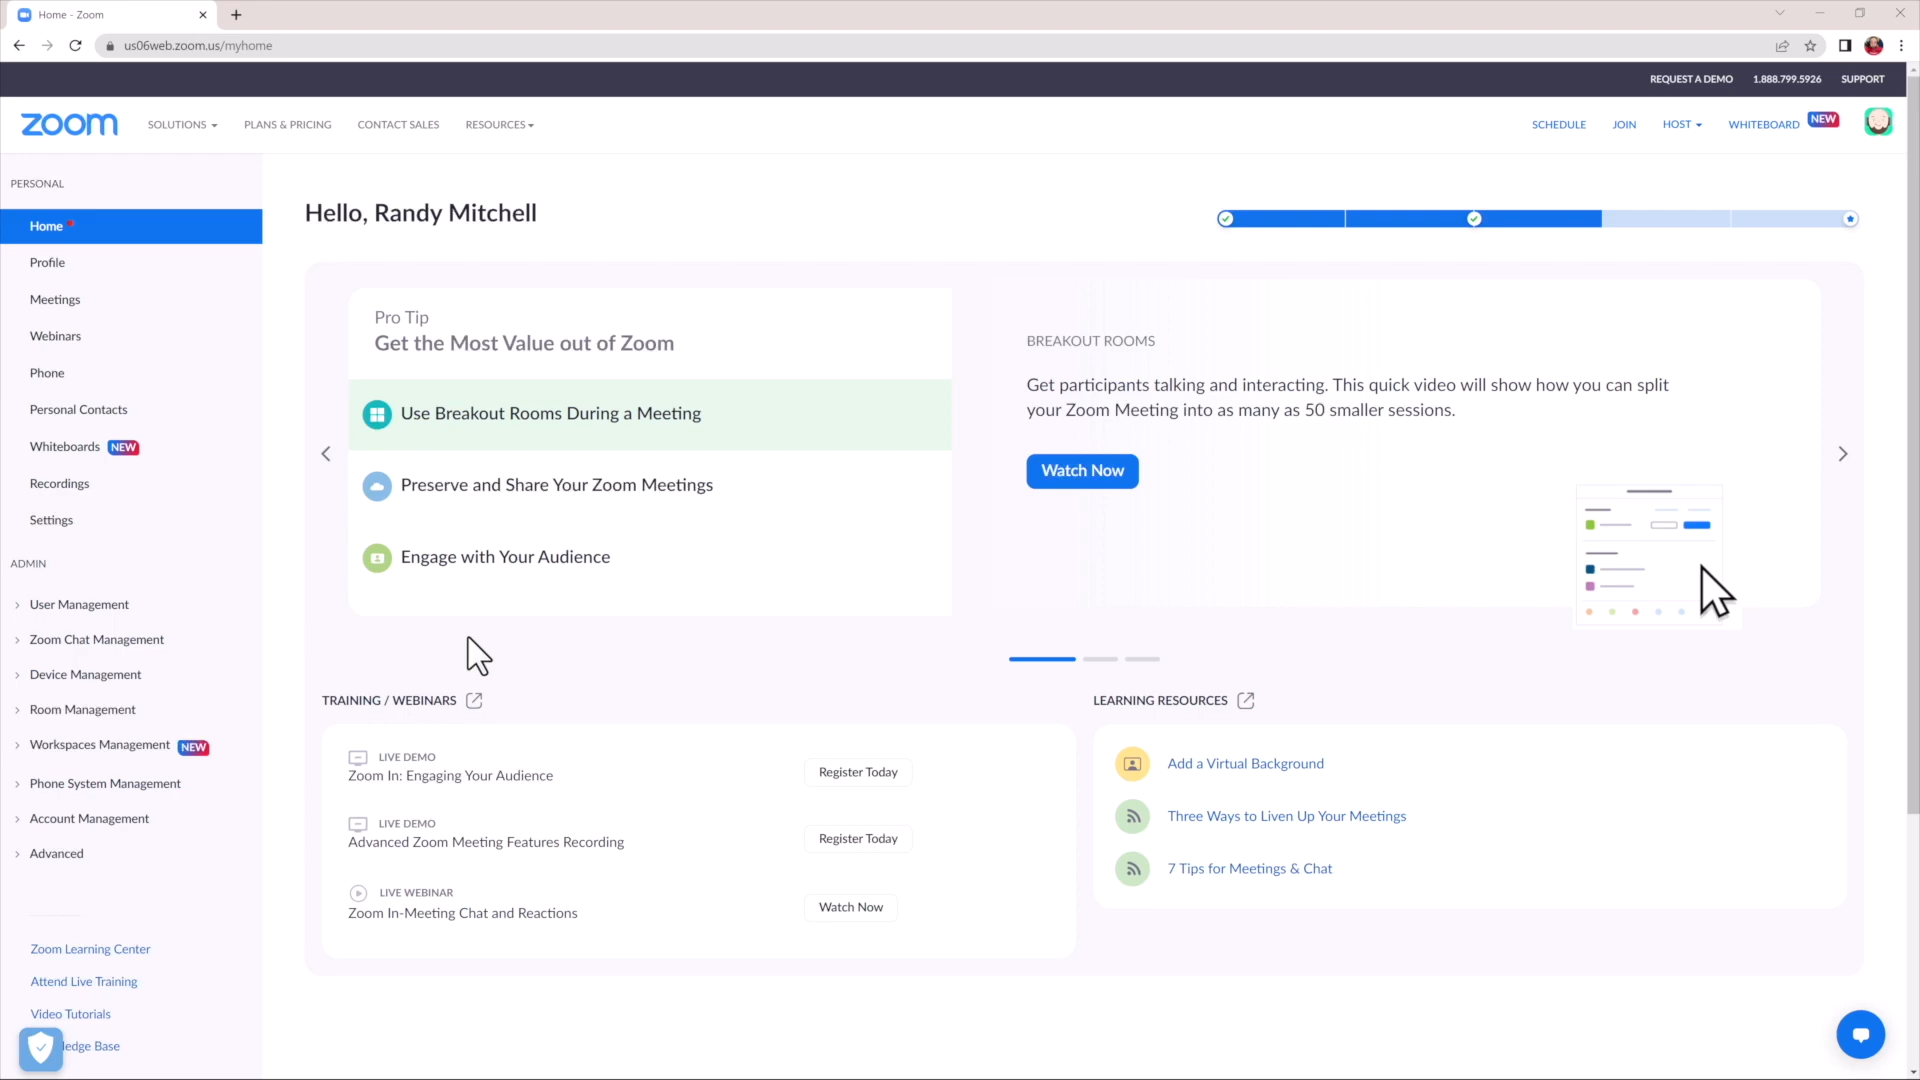 Home - Zoom
us06web.zoom.us/myhome
REQUEST A DEMO 1.888.799.5926 SUPPORT
zoom SOLUTIONS PLANS & PRICING CONTACT SALES RESOURCES SCHEDULE JOIN HOST WHITEBOARD NEW
PERSONAL
Home
Profile
Meetings
Webinars
Phone
Personal Contacts
Whiteboards NEW
Recordings
Settings
ADMIN
User Management
Zoom Chat Management
Device Management
Room Management
Workspaces Management NEW
Phone System Management
Account Management
Advanced
Zoom Learning Center
Attend Live Training
Video Tutorials
ledge Base
Hello, Randy Mitchell
Pro Tip
Get the Most Value out of Zoom
Use Breakout Rooms During a Meeting
Preserve and Share Your Zoom Meetings
Engage with Your Audience
BREAKOUT ROOMS
Get participants talking and interacting. This quick video will show how you can split
your Zoom Meeting into as many as 50 smaller sessions.
Watch Now
TRAINING / WEBINARS
LIVE DEMO
Zoom In: Engaging Your Audience
Register Today
LIVE DEMO
Advanced Zoom Meeting Features Recording
Register Today
LIVE WEBINAR
Zoom In-Meeting Chat and Reactions
Watch Now
LEARNING RESOURCES
Add a Virtual Background
Three Ways to Liven Up Your Meetings
7 Tips for Meetings & Chat